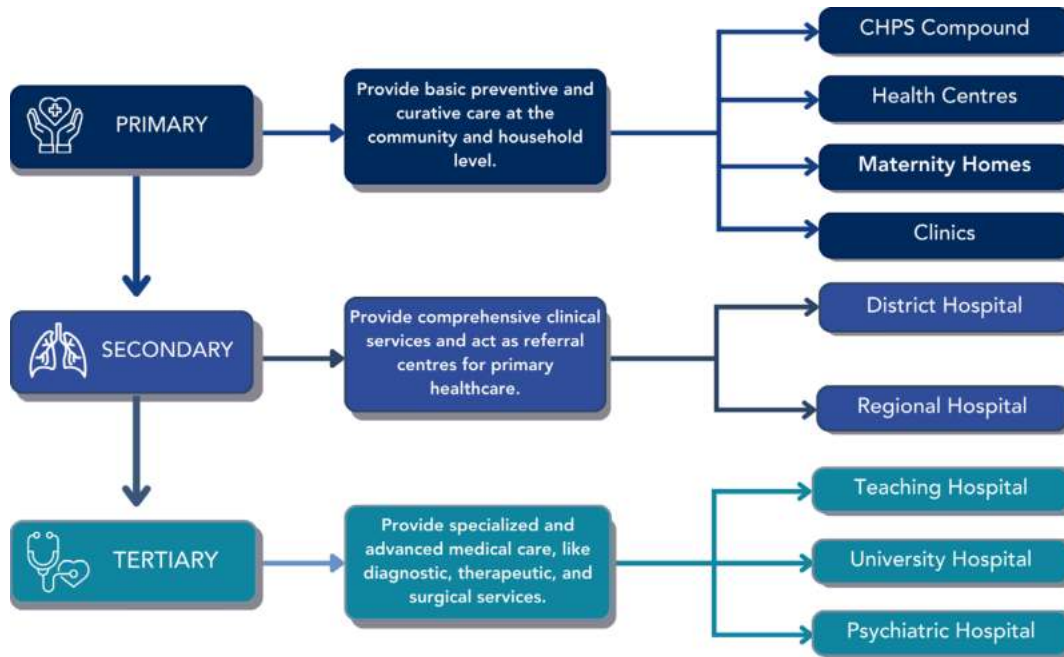 PRIMARY
Provide basic preventive and
curative care at the
community and household
level.
CHPS Compound
Health Centres
Maternity Homes
Clinics
SECONDARY
Provide comprehensive clinical
services and act as referral
centres for primary
healthcare.
District Hospital
Regional Hospital
TERTIARY
Provide specialized and
advanced medical care, like
diagnostic, therapeutic, and
surgical services.
Teaching Hospital
University Hospital
Psychiatric Hospital